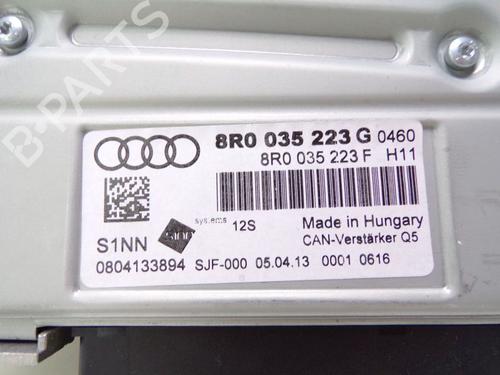 B-PARTS
8R0 035 223 G 0460
8R0 035 223 F H11
systems 12S
S1NN
Made in Hungary
CAN-Verstärker Q5
0804133894 SJF-000 05.04.13 0001 0616